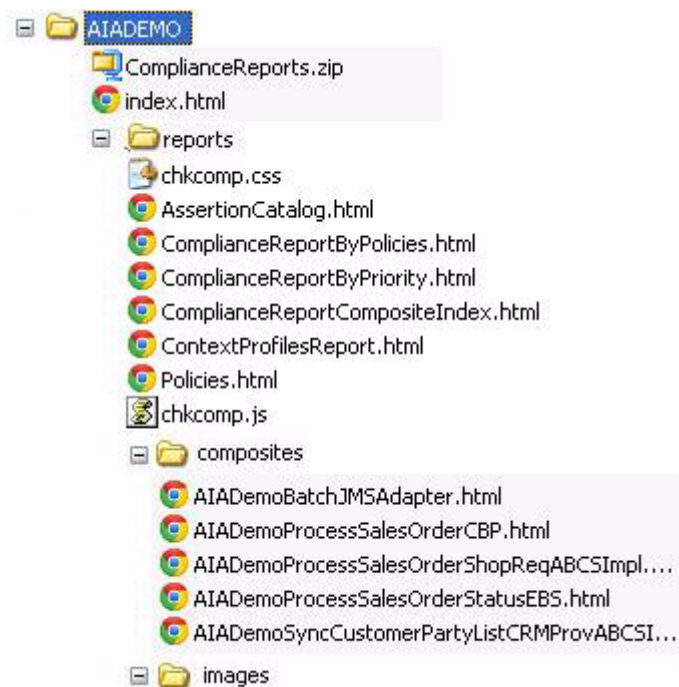 AIADEMO
ComplianceReports.zip
index.html
reports
chkcomp.css
AssertionCatalog.html
ComplianceReportByPolicies.html
ComplianceReportByPriority.html
ComplianceReportCompositeIndex.html
ContextProfilesReport.html
Policies.html
chkcomp.js
composites
AIADemoBatchJMSAdapter.html
AIADemoProcessSalesOrderCBP.html
AIADemoProcessSalesOrderShopReqABCSImpl....
AIADemoProcessSalesOrderStatusEBS.html
AIADemoSyncCustomerPartyListCRMProvABCSI...
images